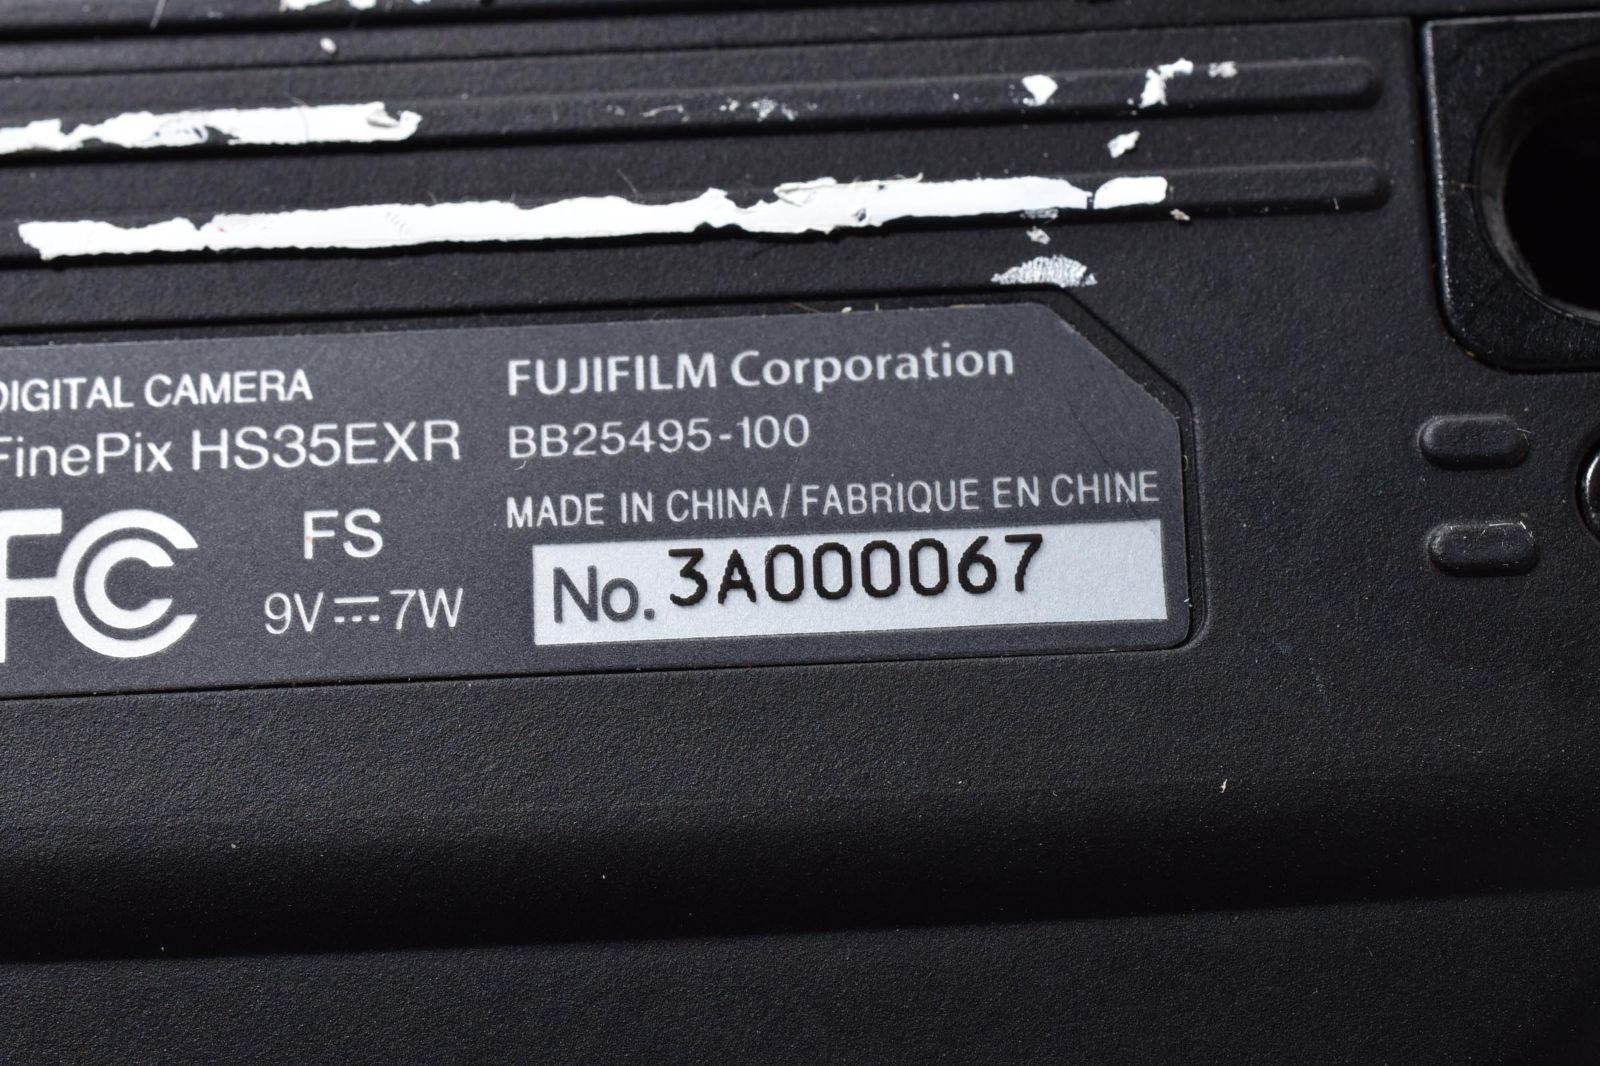 DIGITAL CAMERA
FinePix HS35EXR
FC
FS
9V⎓7W
FUJIFILM Corporation
BB25495-100
MADE IN CHINA/FABRIQUE EN CHINE
No. 3A000067